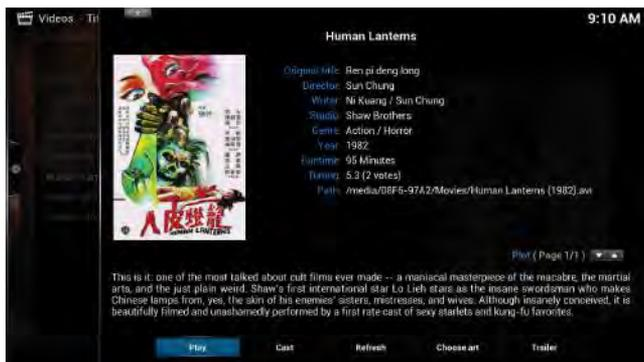 Videos - Tit
9:10 AM
Human Lanterns
Original title: Ren pi deng long
Director: Sun Chung
Writer: Ni Kuang / Sun Chung
Studio: Shaw Brothers
Genre: Action / Horror
Year: 1982
Runtime: 95 Minutes
5.3 (2 votes)
Path: /media/08F5-97A2/Movies/Human Lanterns (1982).avi
人皮燈籠
HUMAN LANTERNS
Plot ( Page 1/1 )
This is it: one of the most talked about cult films ever made -- a maniacal masterpiece of the macabre, the martial
arts, and the just plain weird. Shaw's first international star Lo Lieh stars as the insane swordsman who makes
Chinese lamps from, yes, the skin of his enemies' sisters, mistresses, and wives. Although insanely conceived, it is
beautifully filmed and unashamedly performed by a first rate cast of sexy starlets and kung-fu favorites.
Play
Cast
Refresh
Choose art
Trailer